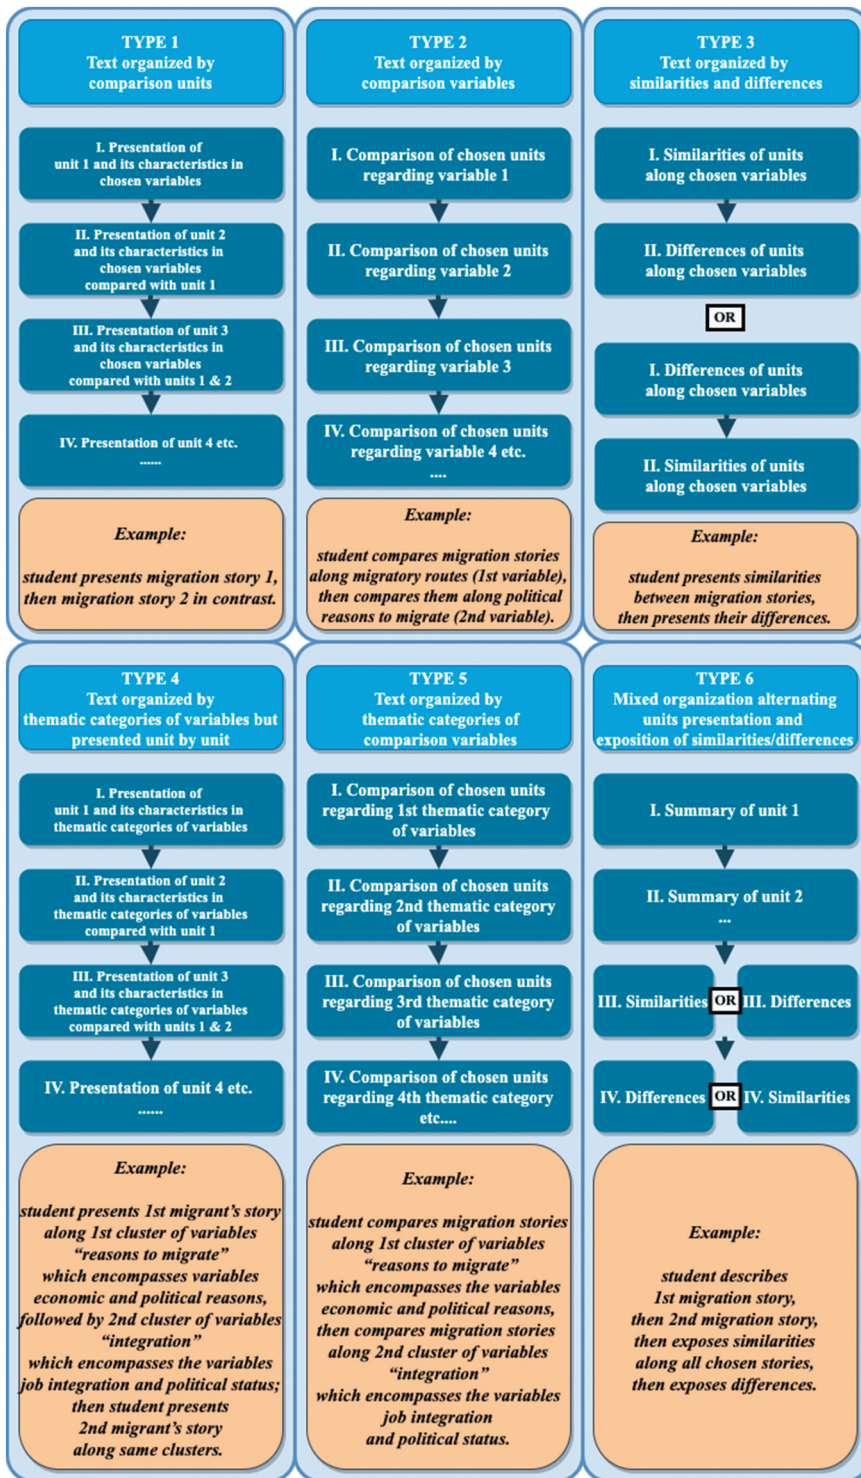 TYPE 1
Text organized by
comparison units
I. Presentation of
unit 1 and its characteristics in
chosen variables
II. Presentation of unit 2
and its characteristics in
chosen variables
compared with unit 1
III. Presentation of unit 3
and its characteristics in
chosen variables
compared with units 1 & 2
IV. Presentation of unit 4 etc.
......
Example:
student presents migration story 1,
then migration story 2 in contrast.
TYPE 2
Text organized by
comparison variables
I. Comparison of chosen units
regarding variable 1
II. Comparison of chosen units
regarding variable 2
III. Comparison of chosen units
regarding variable 3
IV. Comparison of chosen units
regarding variable 4 etc.
....
Example:
student compares migration stories
along migratory routes (1st variable),
then compares them along political
reasons to migrate (2nd variable).
TYPE 3
Text organized by
similarities and differences
I. Similarities of units
along chosen variables
II. Differences of units
along chosen variables
OR
I. Differences of units
along chosen variables
II. Similarities of units
along chosen variables
Example:
student presents similarities
between migration stories,
then presents their differences.
TYPE 4
Text organized by
thematic categories of variables but
presented unit by unit
I. Presentation of
unit 1 and its characteristics in
thematic categories of variables
II. Presentation of unit 2
and its characteristics in
thematic categories of variables
compared with unit 1
III. Presentation of unit 3
and its characteristics in
thematic categories of variables
compared with units 1 & 2
IV. Presentation of unit 4 etc.
......
Example:
student presents 1st migrant's story
along 1st cluster of variables
"reasons to migrate"
which encompasses variables
economic and political reasons,
followed by 2nd cluster of variables
"integration"
which encompasses the variables
job integration and political status;
then student presents
2nd migrant's story
along same clusters.
TYPE 5
Text organized by
thematic categories of
comparison variables
I. Comparison of chosen units
regarding 1st thematic category
of variables
II. Comparison of chosen units
regarding 2nd thematic category
of variables
III. Comparison of chosen units
regarding 3rd thematic category
of variables
IV. Comparison of chosen units
regarding 4th thematic category
etc....
Example:
student compares migration stories
along 1st cluster of variables
"reasons to migrate"
which encompasses the variables
economic and political reasons,
then compares migration stories
along 2nd cluster of variables
"integration"
which encompasses the variables
job integration
and political status.
TYPE 6
Mixed organization alternating
units presentation and
exposition of similarities/differences
I. Summary of unit 1
II. Summary of unit 2
...
III. Similarities OR III. Differences
IV. Differences OR IV. Similarities
Example:
student describes
1st migration story,
then 2nd migration story,
then exposes similarities
along all chosen stories,
then exposes differences.